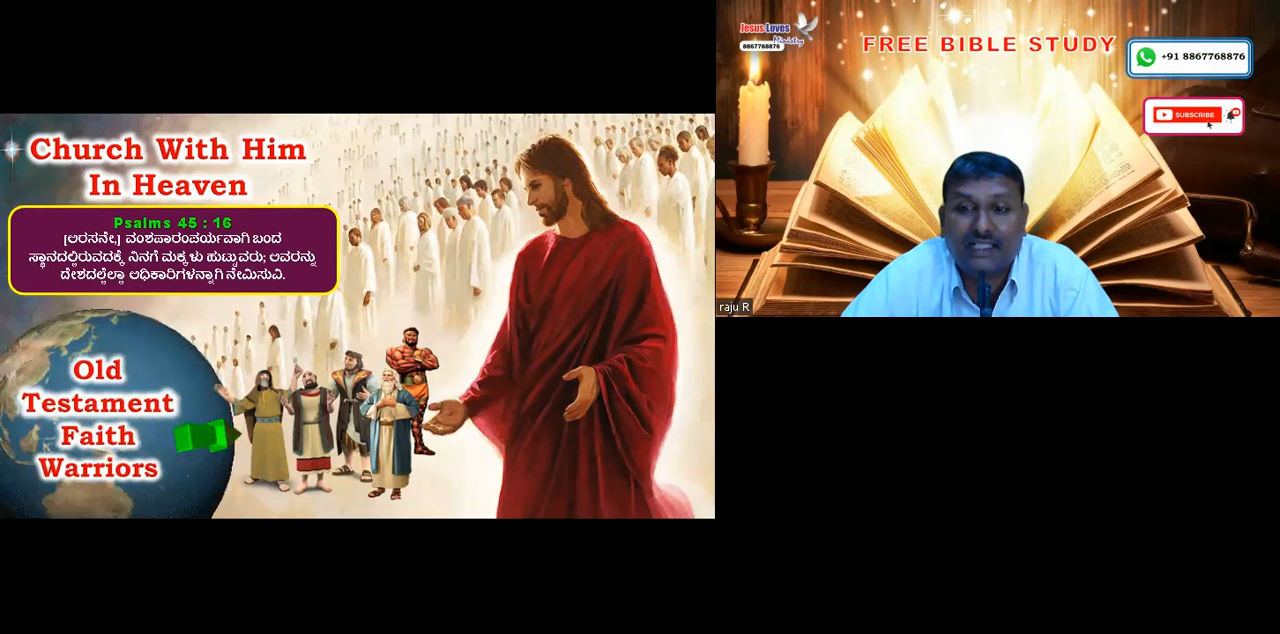 Church With Him
In Heaven
Psalms 45 : 16
[ಅರಸನೇ,] ವಂಶಪಾರಂಪರ್ಯವಾಗಿ ಬಂದ
ಸ್ಥಾನದಲ್ಲಿರುವದಕ್ಕೆ ನಿನಗೆ ಮಕ್ಕಳು ಹುಟ್ಟುವರು; ಅವರನ್ನು
ದೇಶದಲ್ಲೆಲ್ಲಾ ಅಧಿಕಾರಿಗಳನ್ನಾಗಿ ನೇಮಿಸುವಿ.
Old
Testament
Faith
Warriors
Jesus Loves
Ministry
8867768876
FREE BIBLE STUDY
+91 8867768876
SUBSCRIBE
raju R